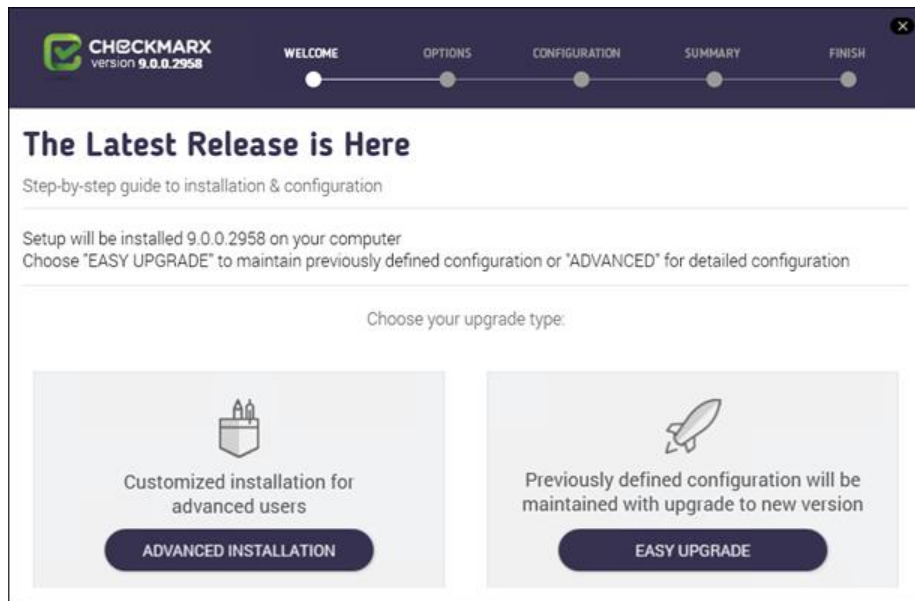 CHECKMARX
version 9.0.0.2958
WELCOME
OPTIONS
CONFIGURATION
SUMMARY
FINISH
The Latest Release is Here
Step-by-step guide to installation & configuration
Setup will be installed 9.0.0.2958 on your computer
Choose "EASY UPGRADE" to maintain previously defined configuration or "ADVANCED" for detailed configuration
Choose your upgrade type:
Customized installation for
advanced users
ADVANCED INSTALLATION
Previously defined configuration will be
maintained with upgrade to new version
EASY UPGRADE